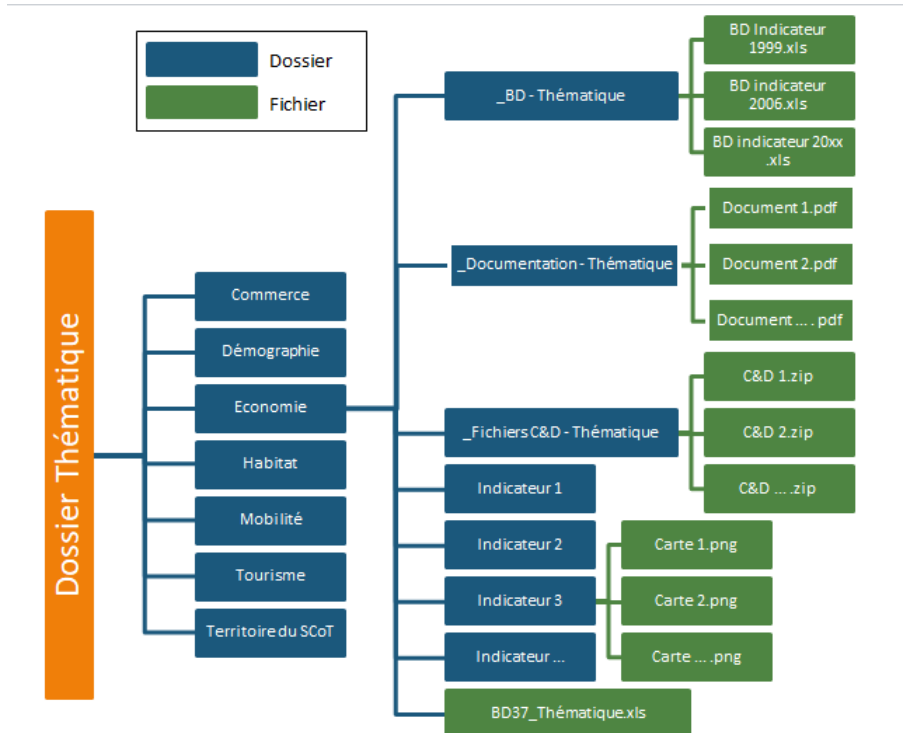 Dossier
Fichier
Dossier Thématique
Commerce
Démographie
Economie
Habitat
Mobilité
Tourisme
Territoire du SCoT
_BD - Thématique
BD Indicateur
1999.xls
BD indicateur
2006.xls
BD indicateur 20xx
.xls
_Documentation - Thématique
Document 1.pdf
Document 2.pdf
Document ... . pdf
_Fichiers C&D - Thématique
C&D 1.zip
C&D 2.zip
C&D ... .zip
Indicateur 1
Indicateur 2
Indicateur 3
Carte 1.png
Carte 2.png
Carte ... .png
Indicateur ...
BD37_Thématique.xls